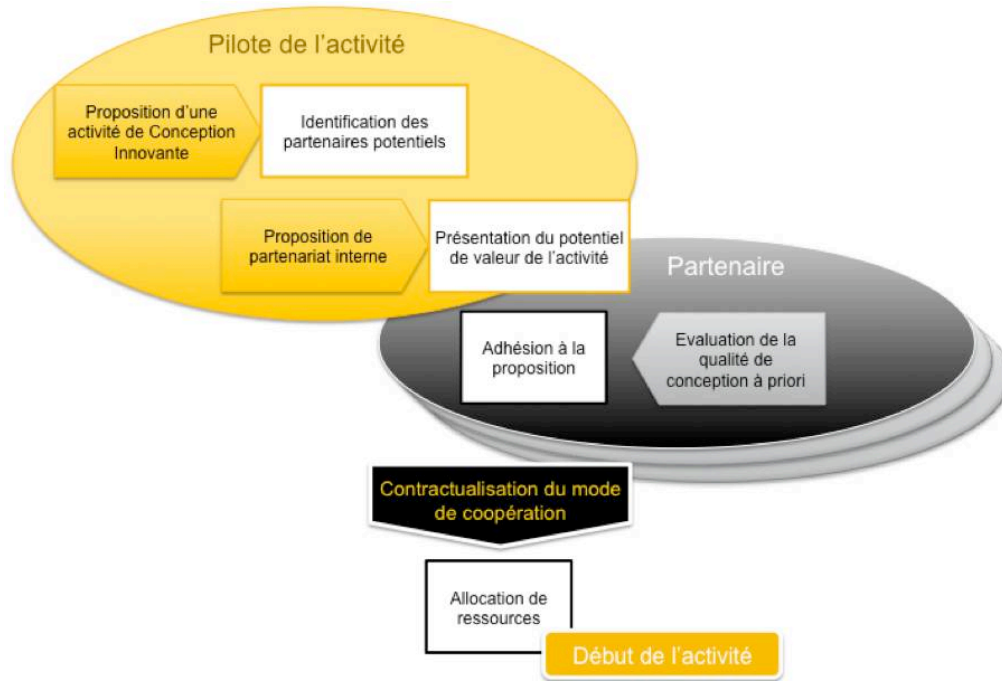 Pilote de l'activité
Proposition d'une
activité de Conception
Innovante
Identification des
partenaires potentiels
Proposition de
partenariat interne
Présentation du potentiel
de valeur de l'activité
Partenaire
Adhésion à la
proposition
Evaluation de la
qualité de
conception à priori
Contractualisation du mode
de coopération
Allocation de
ressources
Début de l'activité